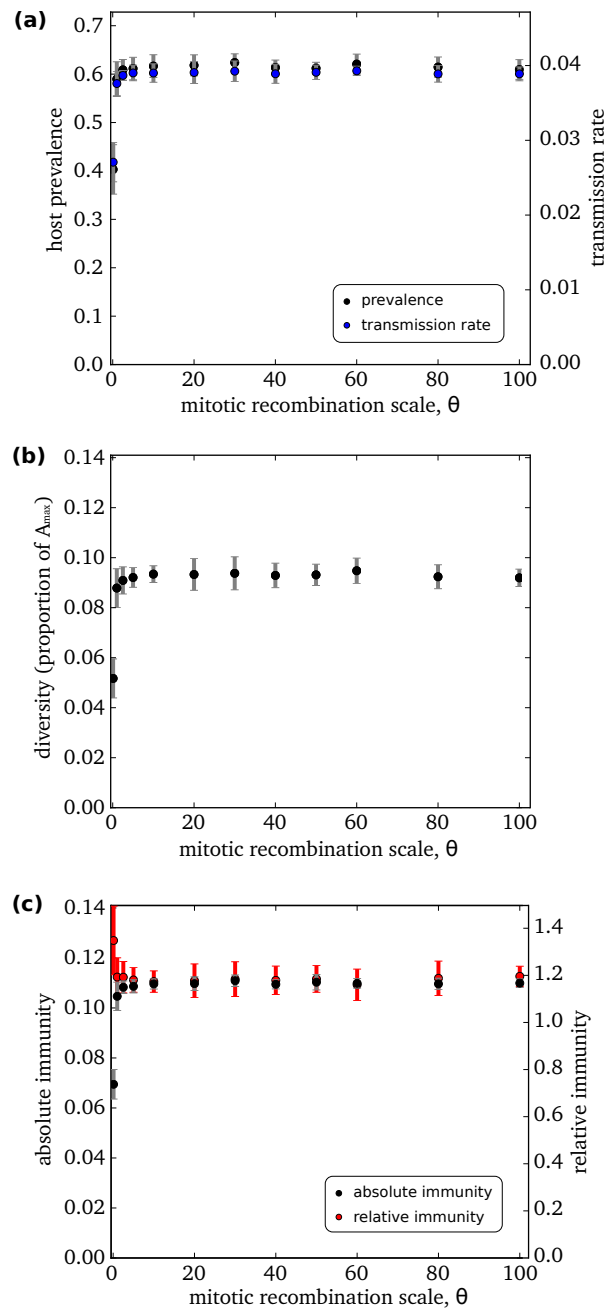 (a)
0.7
0.6
0.5
0.4
0.3
0.2
0.1
0.0
host prevalence
0.04
0.03
0.02
0.01
0.00
transmission rate
prevalence
transmission rate
0 20 40 60 80 100
mitotic recombination scale, θ
(b)
0.14
0.12
0.10
0.08
0.06
0.04
0.02
0.00
diversity (proportion of Amax)
0 20 40 60 80 100
mitotic recombination scale, θ
(c)
0.14
0.12
0.10
0.08
0.06
0.04
0.02
0.00
absolute immunity
1.4
1.2
1.0
0.8
0.6
0.4
0.2
0.0
relative immunity
absolute immunity
relative immunity
0 20 40 60 80 100
mitotic recombination scale, θ